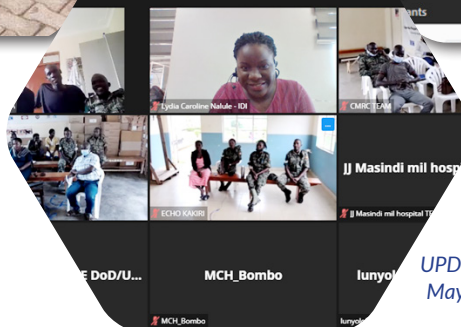 ants
Lydia Caroline Nalule - IDI
CMRC TEAM
ECHO KAKIRI
JJ Masindi mil hosp
JJ Masindi mil hospital TE
E DoD/U...
MCH_Bombo
lunyol
MCH_Bombo
lunyole
UPD
May